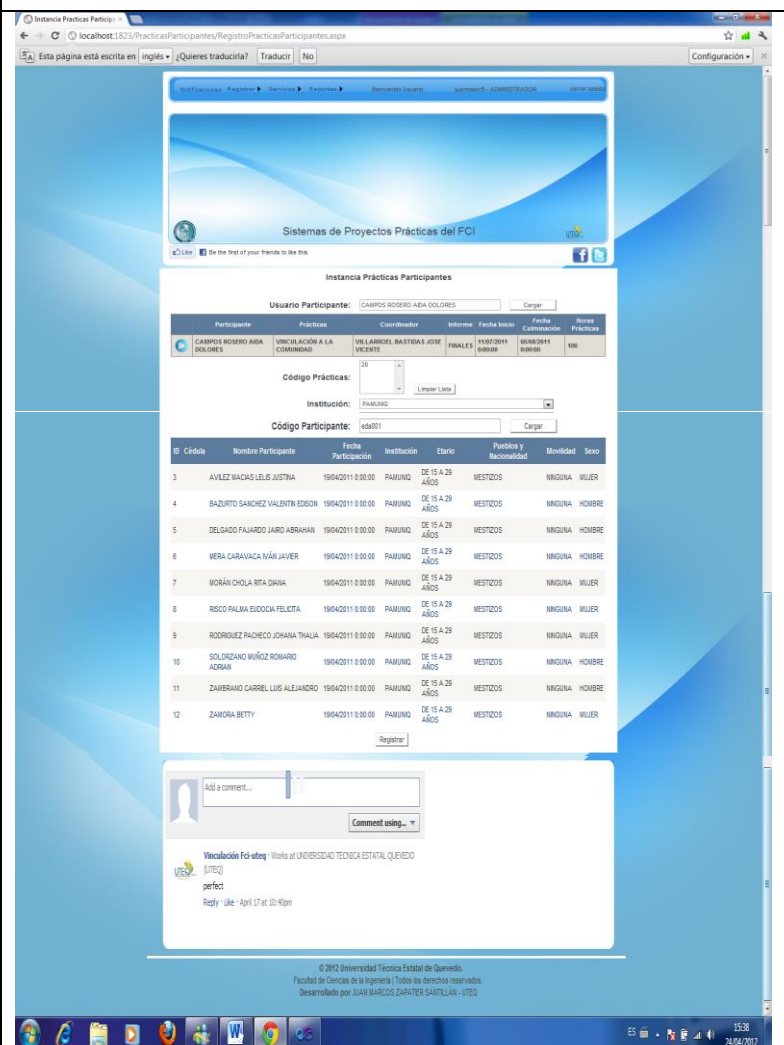 Instancia Practicas Particip
localhost:1823/PracticasParticipantes/RegistroPracticasParticipantes.aspx
Esta página está escrita en inglés ¿Quieres traducirla? Traducir No Configuración
Notificaciones Registrar Servicios Reportes Bienvenido Usuario: - ADMINISTRADOR cerrar sesión
Sistemas de Proyectos Prácticas del FCI
UTEQ
Like Be the first of your friends to like this.
Instancia Prácticas Participantes
Usuario Participante: CAMPOS ROSERO AIDA DOLORES Cargar
Participante Prácticas Coordinador Informe Fecha Inicio Fecha Culminación Horas Prácticas
CAMPOS ROSERO AIDA DOLORES VINCULACIÓN A LA COMUNIDAD VILLARROEL BASTIDAS JOSE VICENTE FINALES 11/07/2011 0:00:00 05/08/2011 0:00:00 100
Código Prácticas: 20 Limpiar Lista
Institución: PAMUNIQ
Código Participante: eda001 Cargar
ID Cédula Nombre Participante Fecha Participación Institución Etario Pueblos y Nacionalidad Movilidad Sexo
3 AVILEZ MACIAS LELIS JUSTINA 19/04/2011 0:00:00 PAMUNIQ DE 15 A 29 AÑOS MESTIZOS NINGUNA MUJER
4 BAZURTO SANCHEZ VALENTIN EDISON 19/04/2011 0:00:00 PAMUNIQ DE 15 A 29 AÑOS MESTIZOS NINGUNA HOMBRE
5 DELGADO FAJARDO JAIRO ABRAHAN 19/04/2011 0:00:00 PAMUNIQ DE 15 A 29 AÑOS MESTIZOS NINGUNA HOMBRE
6 MERA CARAVACA IVÁN JAVIER 19/04/2011 0:00:00 PAMUNIQ DE 15 A 29 AÑOS MESTIZOS NINGUNA HOMBRE
7 MORÁN CHOLA RITA DIANA 19/04/2011 0:00:00 PAMUNIQ DE 15 A 29 AÑOS MESTIZOS NINGUNA MUJER
8 RISCO PALMA EUDOCIA FELICITA 19/04/2011 0:00:00 PAMUNIQ DE 15 A 29 AÑOS MESTIZOS NINGUNA MUJER
9 RODRIGUEZ PACHECO JOHANA THALIA 19/04/2011 0:00:00 PAMUNIQ DE 15 A 29 AÑOS MESTIZOS NINGUNA MUJER
10 SOLORZANO MUÑOZ ROMARIO ADRIAN 19/04/2011 0:00:00 PAMUNIQ DE 15 A 29 AÑOS MESTIZOS NINGUNA HOMBRE
11 ZAMBRANO CARRIEL LUIS ALEJANDRO 19/04/2011 0:00:00 PAMUNIQ DE 15 A 29 AÑOS MESTIZOS NINGUNA HOMBRE
12 ZAMORA BETTY 19/04/2011 0:00:00 PAMUNIQ DE 15 A 29 AÑOS MESTIZOS NINGUNA MUJER
Registrar
Add a comment...
Comment using...
Vinculación Fci-uteq · Works at UNIVERSIDAD TECNICA ESTATAL QUEVEDO
(UTEQ)
perfect
Reply · Like · April 17 at 10:40pm
UTEQ
© 2012 Universidad Técnica Estatal de Quevedo.
Facultad de Ciencias de la Ingeniería | Todos los derechos reservados.
Desarrollado por JUAN MARCOS ZAPATIER SANTILLÁN - UTEQ
ES 15:38
24/04/2012